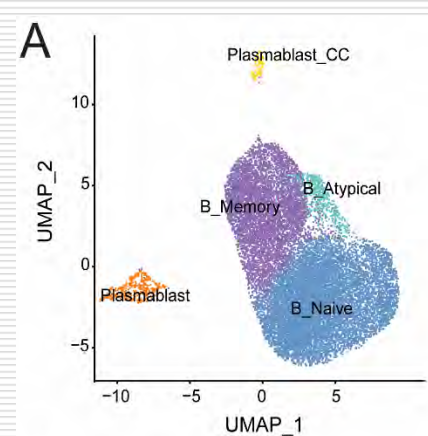 A
Plasmablast_CC
10
UMAP_2
5
B_Atypical
B_Memory
0
Plasmablast
B_Naive
−5
−10
−5
0
5
UMAP_1